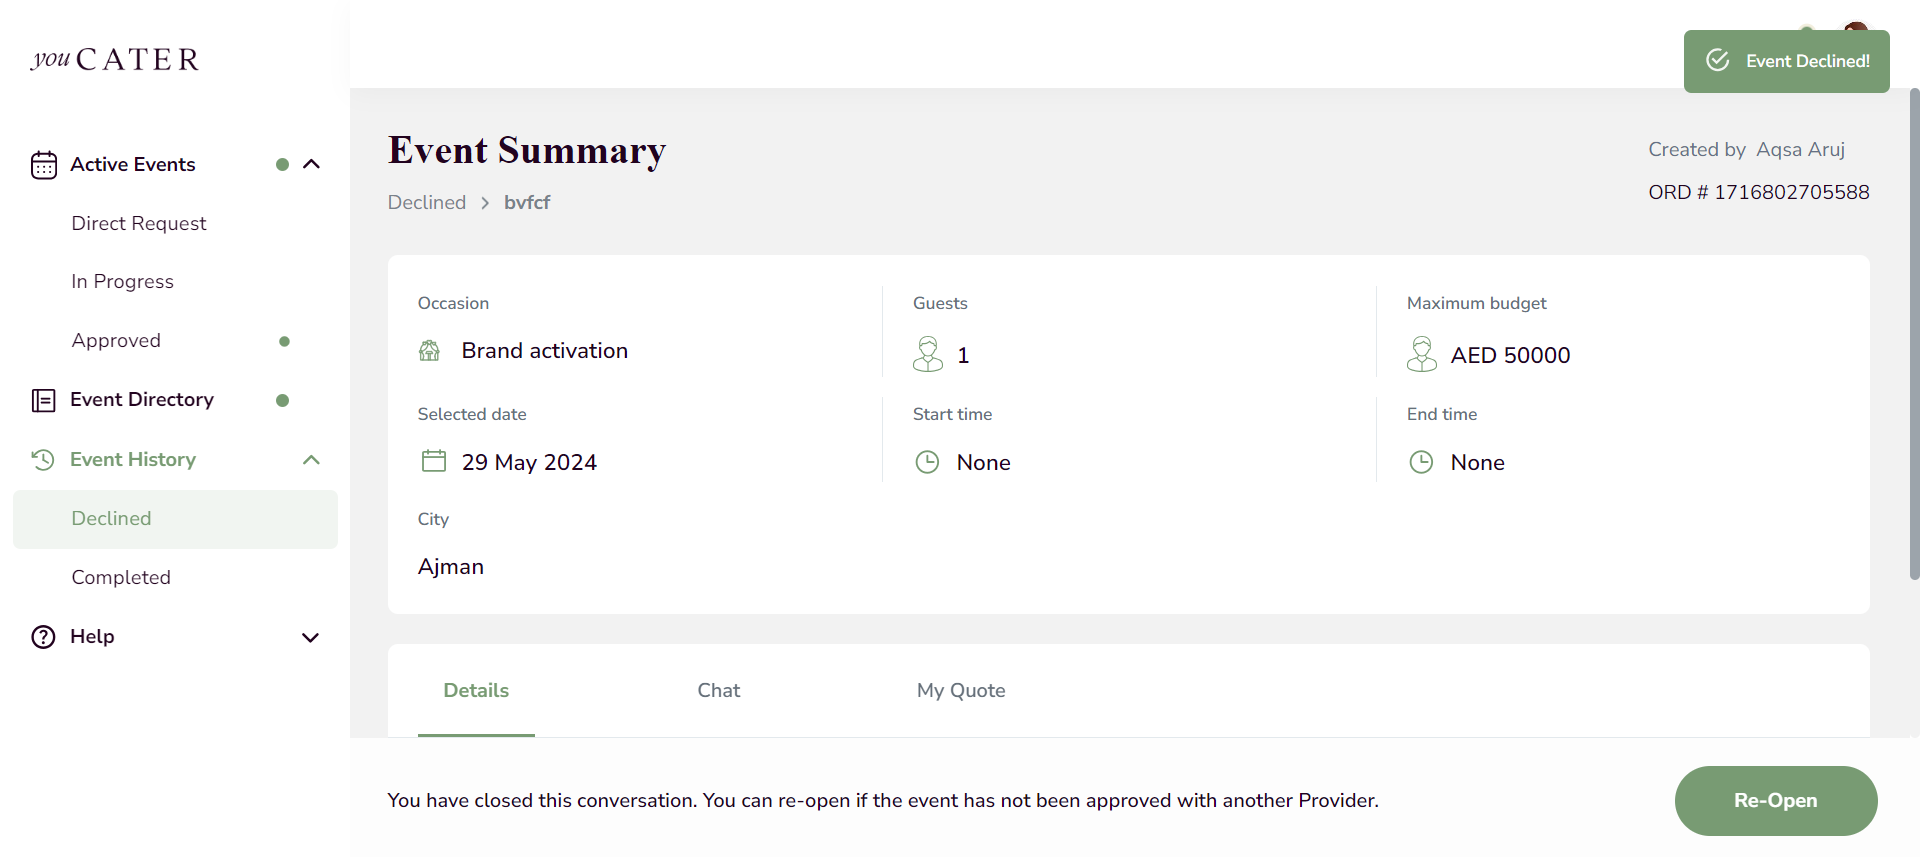 you CATER
Event Declined!
Active Events
Direct Request
In Progress
Approved
Event Directory
Event History
Declined
Completed
Help
Event Summary
Declined > bvfcf
Created by Aqsa Aruj
ORD # 1716802705588
Occasion
Brand activation
Guests
1
Maximum budget
AED 50000
Selected date
29 May 2024
Start time
None
End time
None
City
Ajman
Details
Chat
My Quote
You have closed this conversation. You can re-open if the event has not been approved with another Provider.
Re-Open